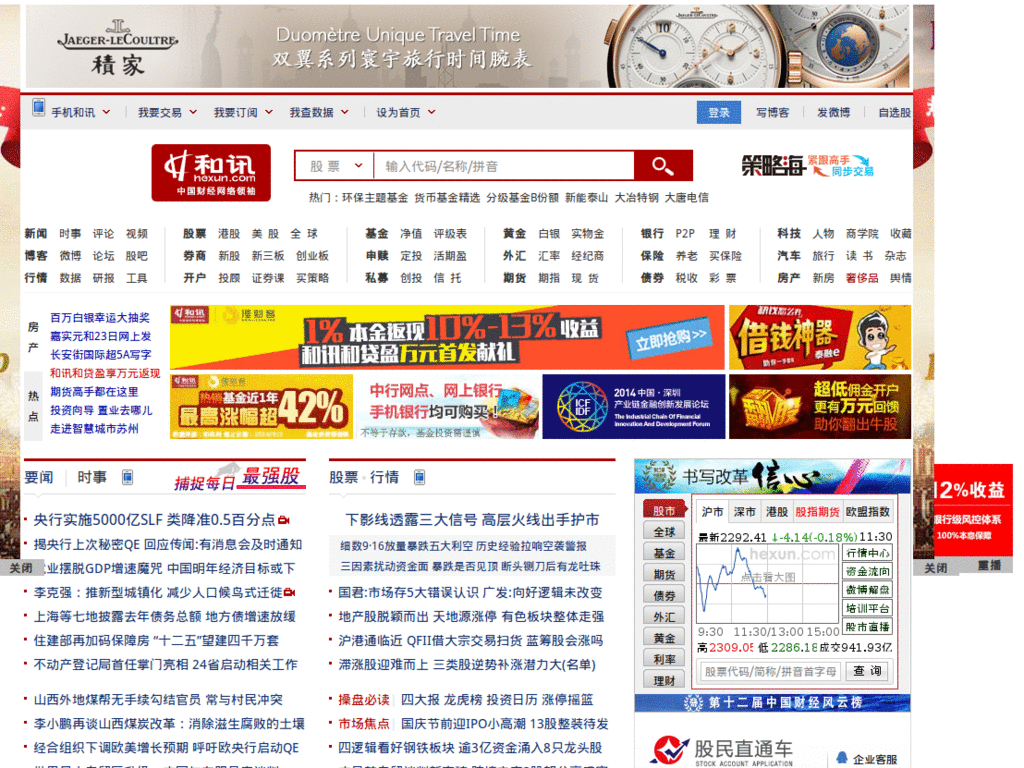 JAEGER-LECOULTRE
積家
Duomètre Unique Travel Time
双翼系列寰宇旅行时间腕表
手机和讯 我要交易 我要订阅 我查数据 设为首页 登录 写博客 发微博 自选股
和讯
hexun.com
中国财经网络领袖
股票 输入代码/名称/拼音
策略海 紧跟高手 同步交易
热门：环保主题基金 货币基金精选 分级基金B份额 新能泰山 大冶特钢 大唐电信
新闻 时事 评论 视频 股票 港股 美股 全球 基金 净值 评级表 黄金 白银 实物金 银行 P2P 理财 科技 人物 商学院 收藏
博客 微博 论坛 股吧 券商 新股 新三板 创业板 申赎 定投 活期盈 外汇 汇率 经纪商 保险 养老 买保险 汽车 旅行 读书 杂志
行情 数据 研报 工具 开户 投顾 证券课 买策略 私募 创投 信托 期货 期指 现货 债券 税收 彩票 房产 新房 奢侈品 舆情
房产
百万白银幸运大抽奖
嘉实元和23日网上发
长安街国际超5A写字
和讯和贷盈享万元返现
热点
期货高手都在这里
投资向导 置业去哪儿
走进智慧城市苏州
1%本金返现10%-13%收益
和讯和贷盈万元首发献礼
立即抢购>>
借钱神器
热销基金近1年
最高涨幅超42%
中行网点、网上银行
手机银行均可购买！
不等于存款，基金投资需谨慎
ICF
IDF
2014中国·深圳
产业链金融创新发展论坛
The Industrial Chain Of Financial
Innovation And Development Forum
超低佣金开户
更有万元回馈
助你翻出牛股
要闻 时事 捕捉每日最强股
央行实施5000亿SLF 类降准0.5百分点
揭央行上次秘密QE 回应传闻:有消息会及时通知
业摆脱GDP增速魔咒 中国明年经济目标或下
李克强：推新型城镇化 减少人口候鸟式迁徙
上海等七地披露去年债务总额 地方债增速放缓
住建部再加码保障房 “十二五”望建四千万套
不动产登记局首任掌门亮相 24省启动相关工作
山西外地煤帮无手续勾结官员 常与村民冲突
李小鹏再谈山西煤炭改革：消除滋生腐败的土壤
经合组织下调欧美增长预期 呼吁欧央行启动QE
股票 · 行情
下影线透露三大信号 高层火线出手护市
细数9·16放量暴跌五大利空 历史经验拉响空袭警报
三因素扰动资金面 暴跌是否见顶 断头铡刀后有龙吐珠
国君:市场存5大错误认识 广发:向好逻辑未改变
地产股脱颖而出 天地源涨停 有色板块整体走强
沪港通临近 QFII借大宗交易扫货 蓝筹股会涨吗
滞涨股迎难而上 三类股逆势补涨潜力大(名单)
操盘必读 四大报 龙虎榜 投资日历 涨停摇篮
市场焦点 国庆节前迎IPO小高潮 13股整装待发
四逻辑看好钢铁板块 逾3亿资金涌入8只龙头股
书写改革信心
股市
全球
基金
期货
债券
外汇
黄金
利率
理财
沪市 深市 港股 股指期货 欧盟指数
最新2292.41 ↓-4.14(-0.18%) 11:30
hexun.com
点击看大图
行情中心
资金流向
微博解盘
培训平台
股市直播
9:30 11:30/13:00 15:00
高2309.05 低2286.18 成交941.93亿
股票代码/简称/拼音首字母 查 询
第十二届中国财经风云榜
股民直通车
STOCK ACCOUNT APPLICATION
企业客服
12%收益
银行级风控体系
100%本息保障
关闭
关闭 重播